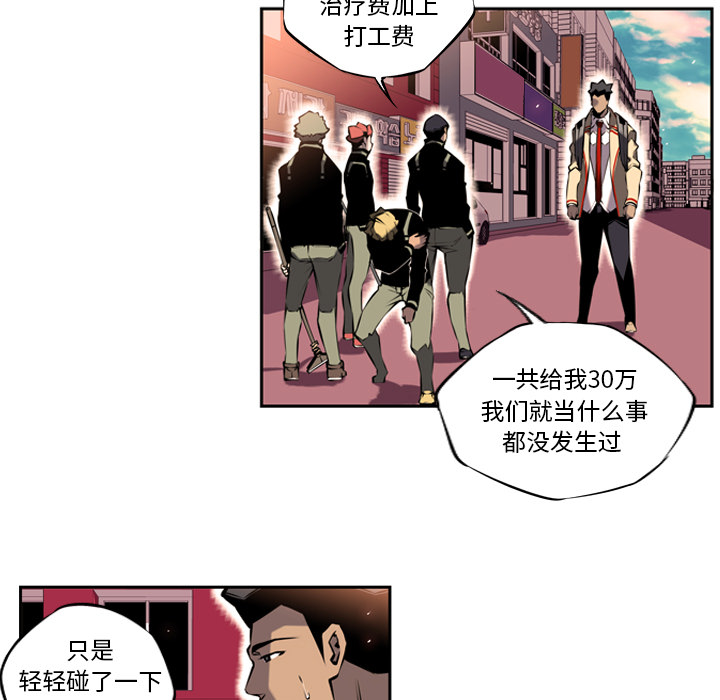 治疗费加上
打工费
一共给我30万
我们就当什么事
都没发生过
只是
轻轻碰了一下